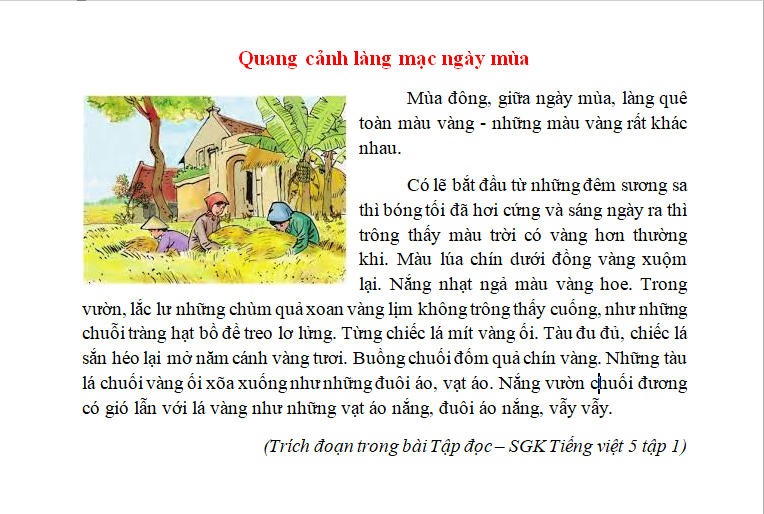 Quang cảnh làng mạc ngày mùa
Mùa đông, giữa ngày mùa, làng quê
toàn màu vàng - những màu vàng rất khác
nhau.
Có lẽ bắt đầu từ những đêm sương sa
thì bóng tối đã hơi cứng và sáng ngày ra thì
trông thấy màu trời có vàng hơn thường
khi. Màu lúa chín dưới đồng vàng xuộm
lại. Nắng nhạt ngả màu vàng hoe. Trong
vườn, lắc lư những chùm quả xoan vàng lịm không trông thấy cuống, như những
chuỗi tràng hạt bồ đề treo lơ lửng. Từng chiếc lá mít vàng ối. Tàu đu đủ, chiếc lá
sắn héo lại mở năm cánh vàng tươi. Buồng chuối đốm quả chín vàng. Những tàu
lá chuối vàng ối xõa xuống như những đuôi áo, vạt áo. Nắng vườn chuối đương
có gió lẫn với lá vàng như những vạt áo nắng, đuôi áo nắng, vẫy vẫy.
(Trích đoạn trong bài Tập đọc – SGK Tiếng việt 5 tập 1)